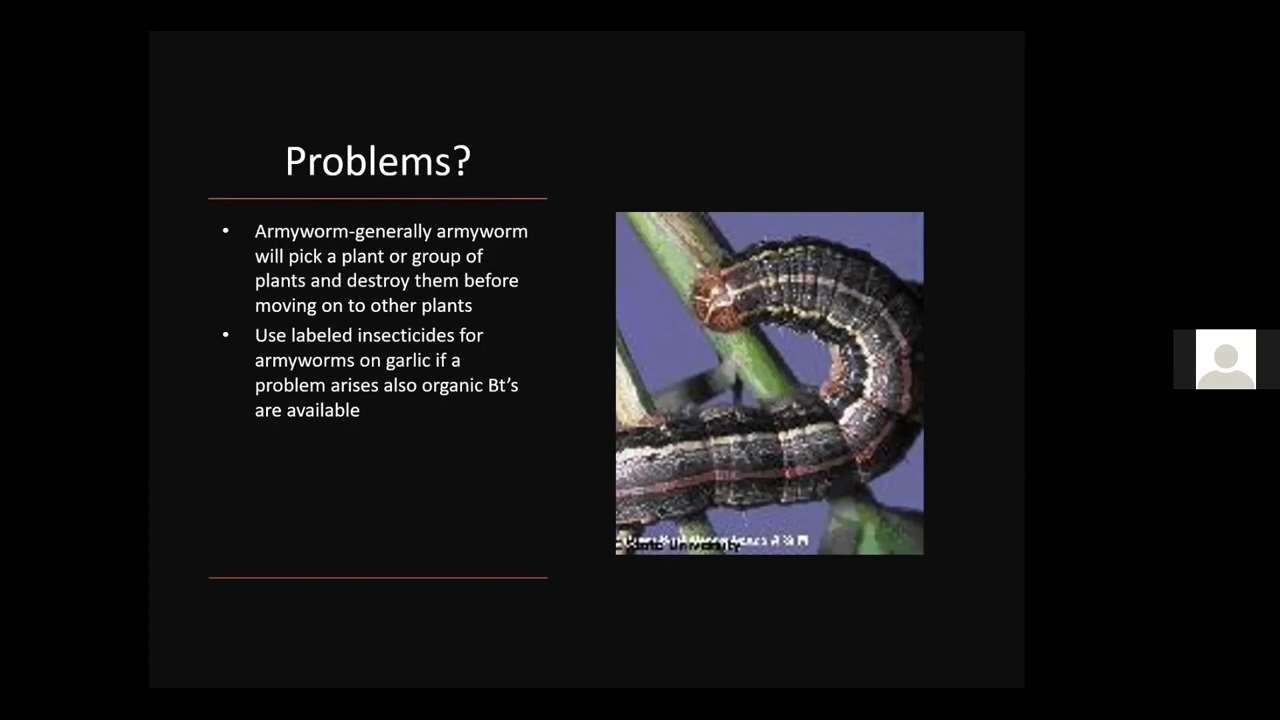 Problems?
• Armyworm-generally armyworm
will pick a plant or group of
plants and destroy them before
moving on to other plants
• Use labeled insecticides for
armyworms on garlic if a
problem arises also organic Bt's
are available
University